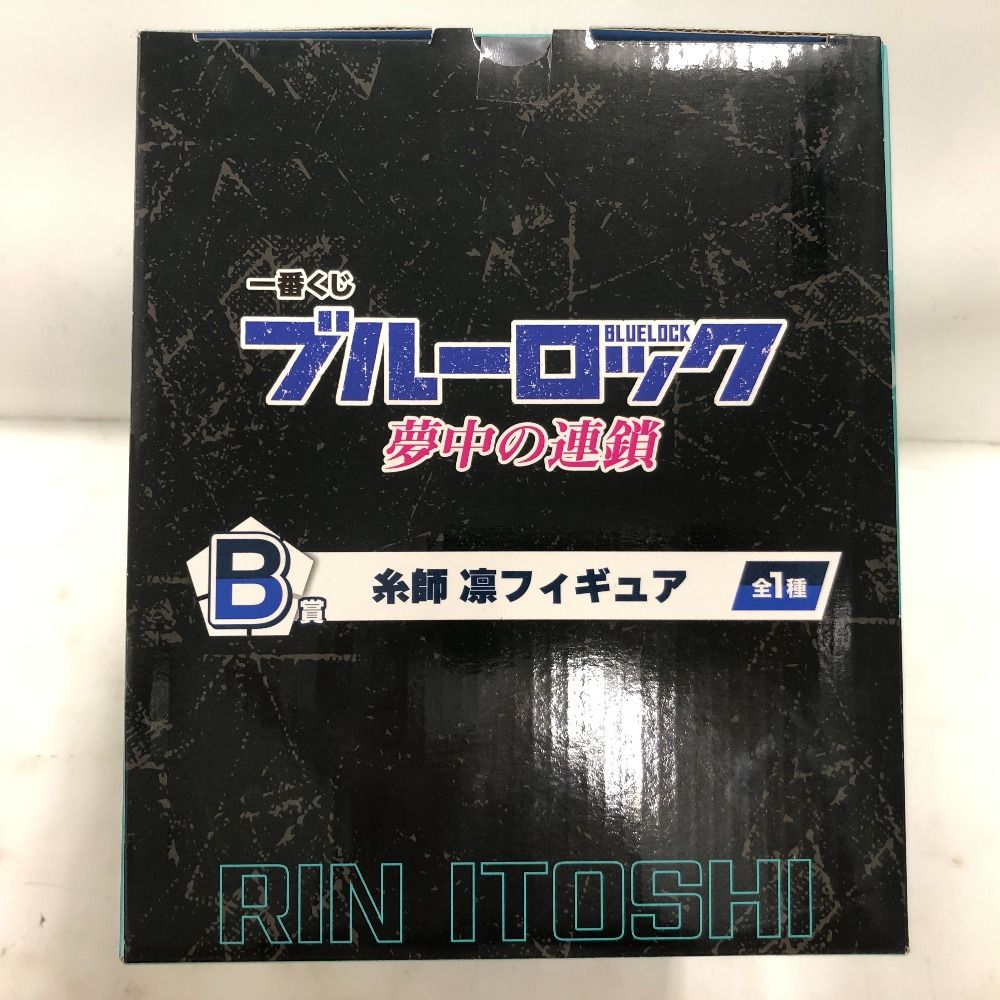 一番くじ
BLUELOCK
ブルーロック
夢中の連鎖
B賞
糸師 凛フィギュア
全1種
RIN ITOSHI